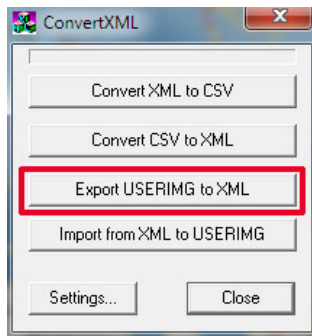 ConvertXML
Convert XML to CSV
Convert CSV to XML
Export USERIMG to XML
Import from XML to USERIMG
Settings... Close